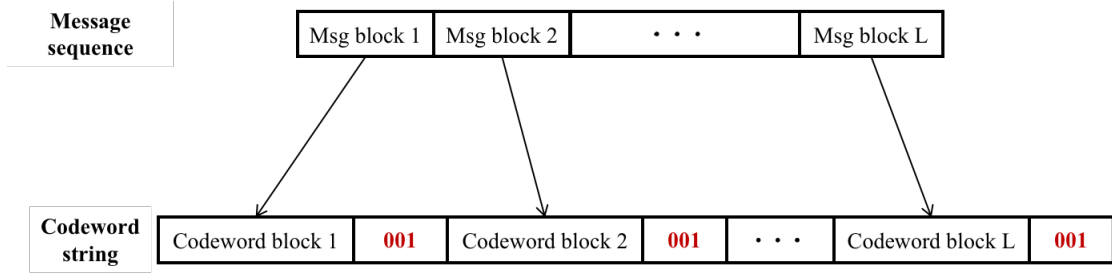 Message
sequence
Msg block 1 Msg block 2 · · · Msg block L
Codeword
string
Codeword block 1 001 Codeword block 2 001 · · · Codeword block L 001